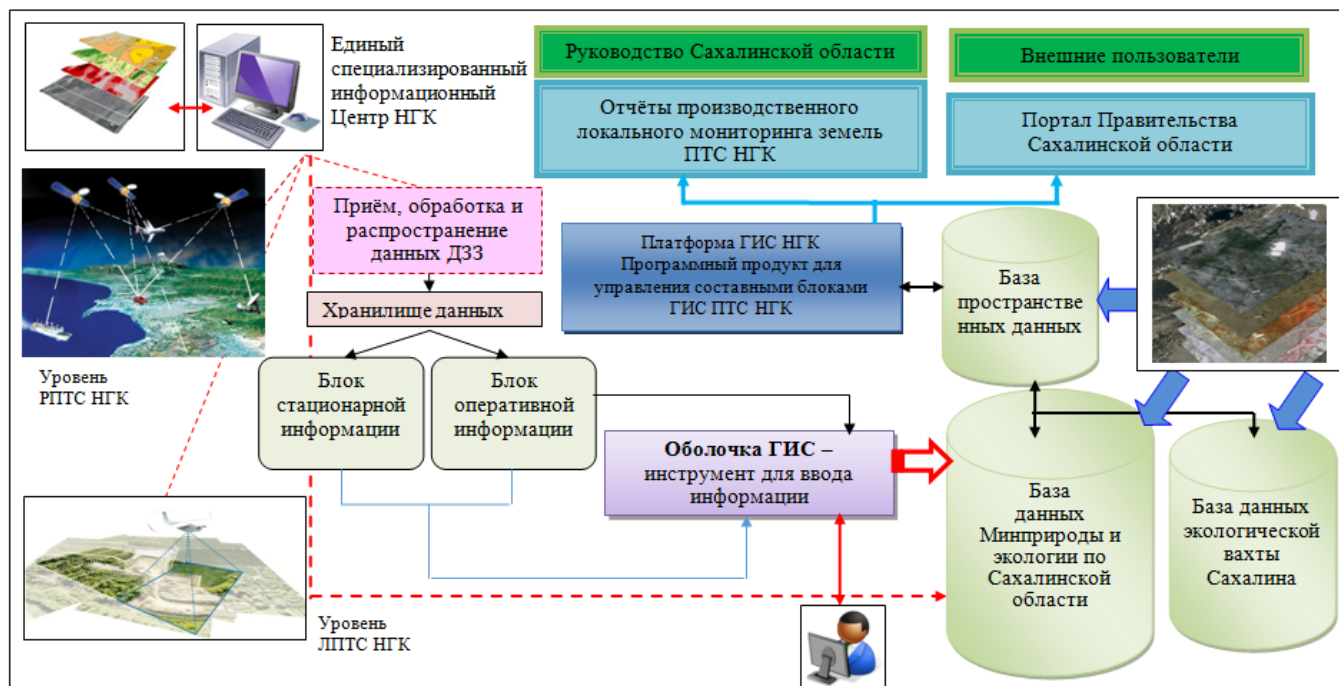 Единый
специализированный
информационный
Центр НГК
Руководство Сахалинской области
Внешние пользователи
Отчёты производственного
локального мониторинга земель
ПТС НГК
Портал Правительства
Сахалинской области
Приём, обработка и
распространение
данных ДЗЗ
Платформа ГИС НГК
Программный продукт для
управления составными блоками
ГИС ПТС НГК
База
пространстве
нных данных
Хранилище данных
Уровень
РПТС НГК
Блок
стационарной
информации
Блок
оперативной
информации
Оболочка ГИС –
инструмент для ввода
информации
База
данных
Минприроды и
экологии по
Сахалинской
области
База данных
экологической
вахты
Сахалина
Уровень
ЛПТС НГК